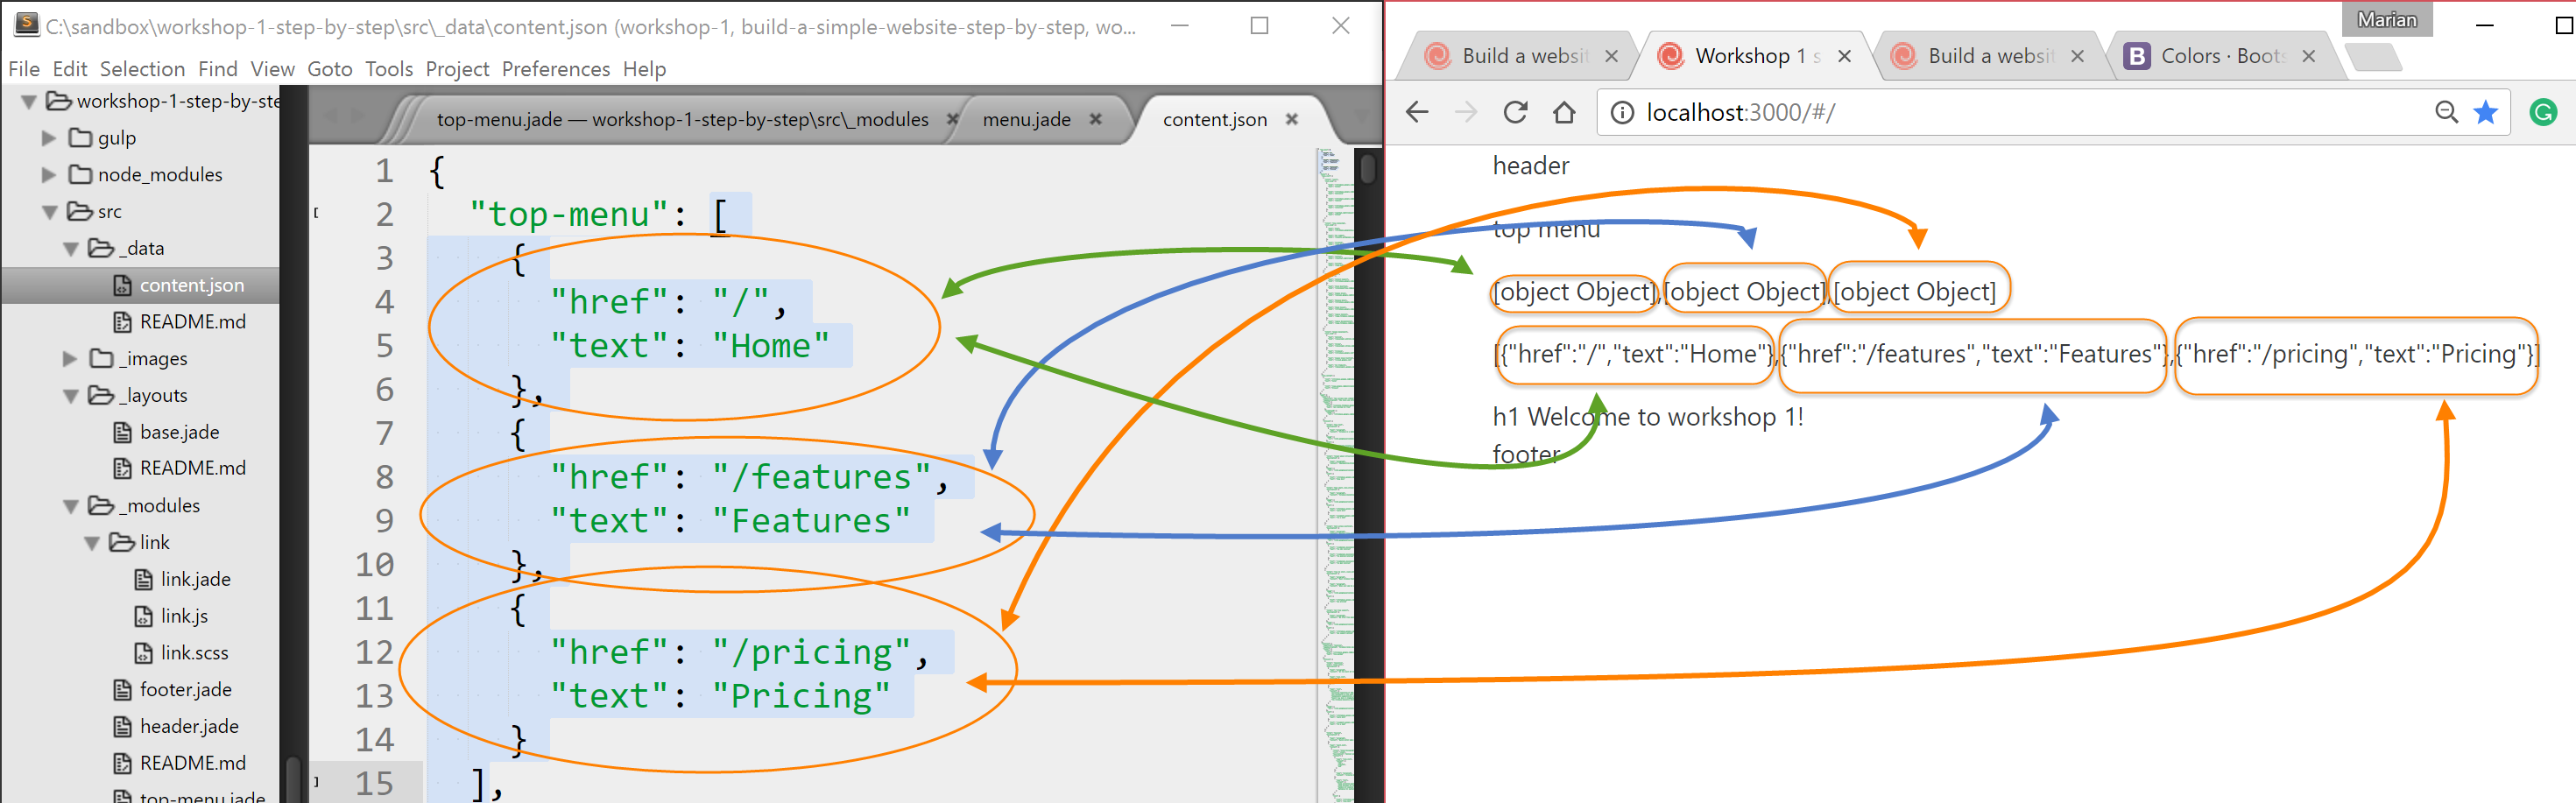 C:\sandbox\workshop-1-step-by-step\src\_data\content.json (workshop-1, build-a-simple-website-step-by-step, wo...
File Edit Selection Find View Goto Tools Project Preferences Help
workshop-1-step-by-ste
gulp
node_modules
src
_data
content.json
README.md
_images
_layouts
base.jade
README.md
_modules
link
link.jade
link.js
link.scss
footer.jade
header.jade
README.md
top-menu.jade
top-menu.jade — workshop-1-step-by-step\src\_modules
menu.jade
content.json
1 {
2 "top-menu": [
3 {
4 "href": "/",
5 "text": "Home"
6 },
7 {
8 "href": "/features",
9 "text": "Features"
10 },
11 {
12 "href": "/pricing",
13 "text": "Pricing"
14 }
15 ],
Marian
Build a websit
Workshop 1 s
Build a websit
B Colors · Boots
localhost:3000/#/
header
top menu
[object Object],[object Object],[object Object]
[{"href":"/","text":"Home"},{"href":"/features","text":"Features"},{"href":"/pricing","text":"Pricing"}]
h1 Welcome to workshop 1!
footer